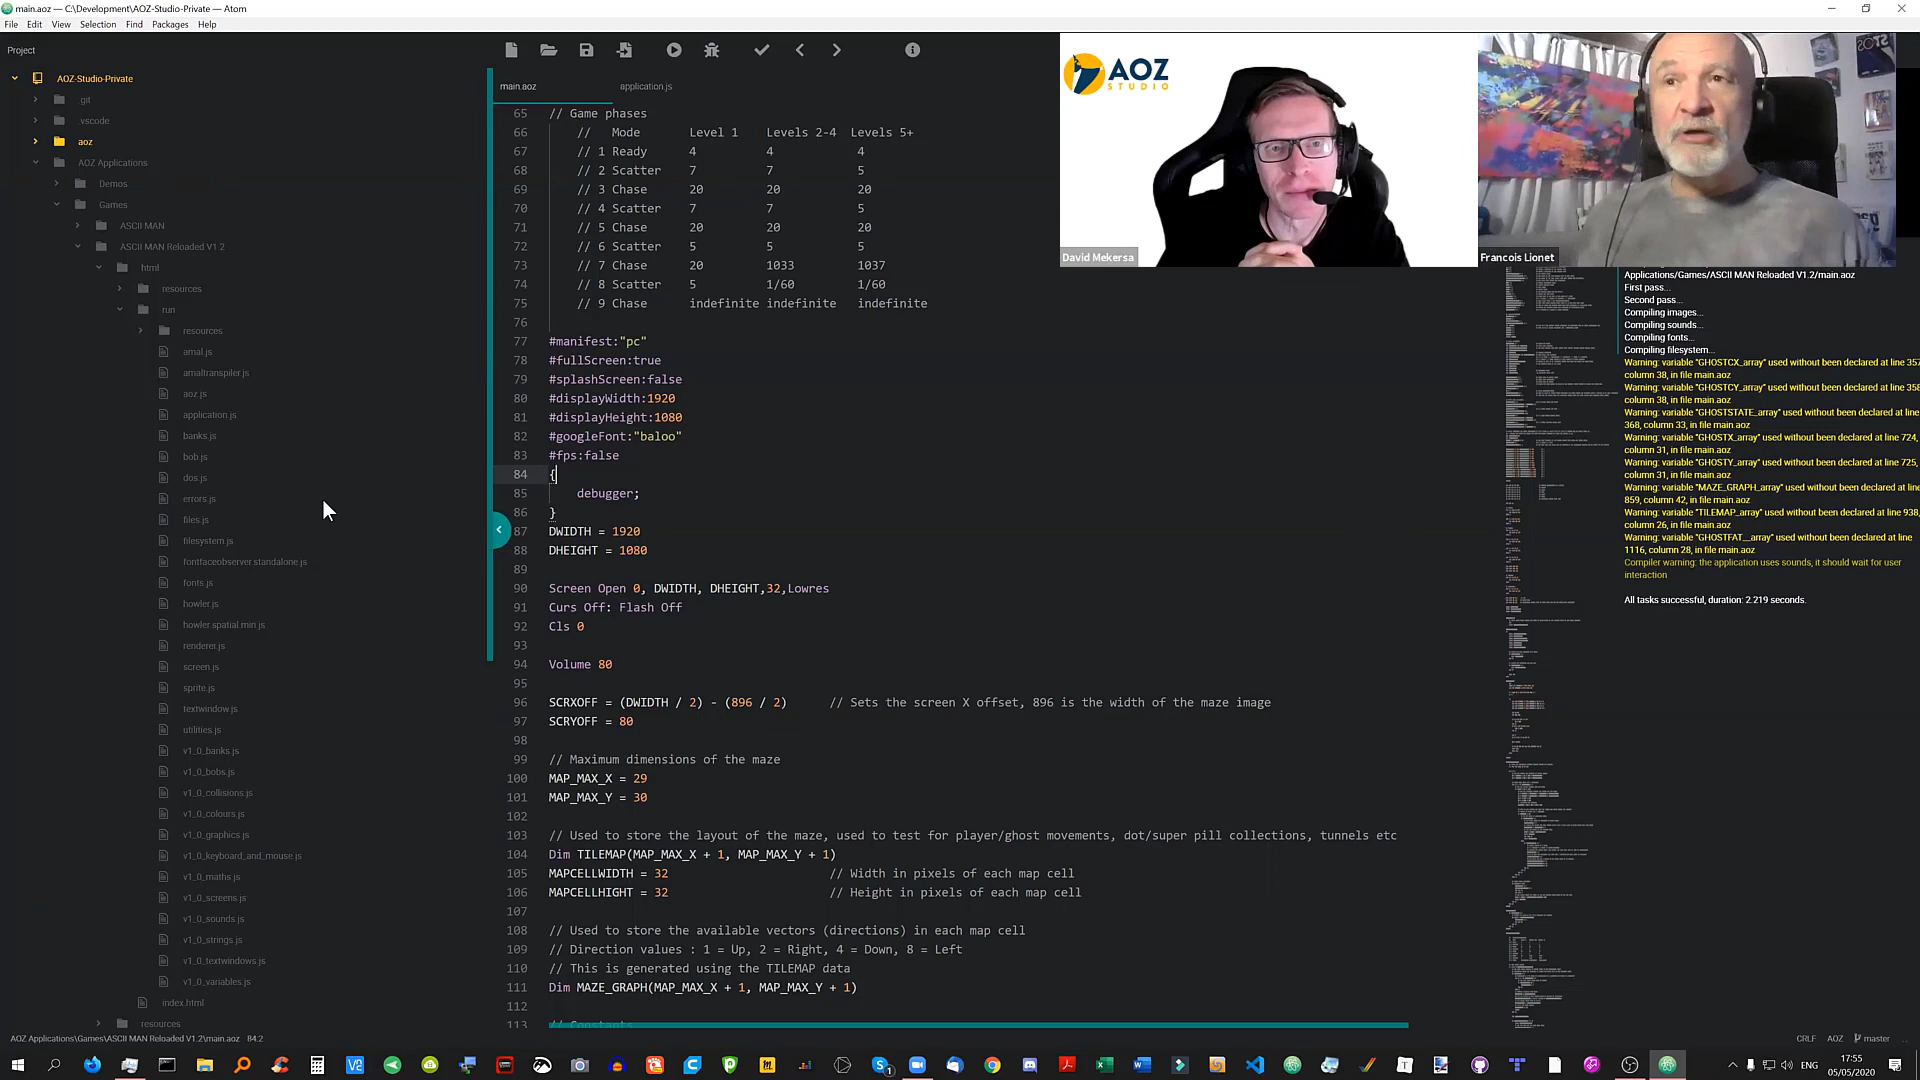 main.aoz — C:\Development\AOZ-Studio-Private — Atom
File Edit View Selection Find Packages Help
Project
AOZ-Studio-Private
.git
.vscode
aoz
AOZ Applications
Demos
Games
ASCII MAN
ASCII MAN Reloaded V1.2
html
resources
run
resources
amal.js
amaltranspiler.js
aoz.js
application.js
banks.js
bob.js
dos.js
errors.js
files.js
filesystem.js
fontfaceobserver.standalone.js
fonts.js
howler.js
howler.spatial.min.js
renderer.js
screen.js
sprite.js
textwindow.js
utilities.js
v1_0_banks.js
v1_0_bobs.js
v1_0_collisions.js
v1_0_colours.js
v1_0_graphics.js
v1_0_keyboard_and_mouse.js
v1_0_maths.js
v1_0_screens.js
v1_0_sounds.js
v1_0_strings.js
v1_0_textwindows.js
v1_0_variables.js
index.html
resources
main.aoz application.js
65 // Game phases
66 // Mode Level 1 Levels 2-4 Levels 5+
67 // 1 Ready 4 4 4
68 // 2 Scatter 7 7 5
69 // 3 Chase 20 20 20
70 // 4 Scatter 7 7 5
71 // 5 Chase 20 20 20
72 // 6 Scatter 5 5 5
73 // 7 Chase 20 1033 1037
74 // 8 Scatter 5 1/60 1/60
75 // 9 Chase indefinite indefinite indefinite
76
77 #manifest:"pc"
78 #fullScreen:true
79 #splashScreen:false
80 #displayWidth:1920
81 #displayHeight:1080
82 #googleFont:"baloo"
83 #fps:false
84 {
85 debugger;
86 }
87 DWIDTH = 1920
88 DHEIGHT = 1080
89
90 Screen Open 0, DWIDTH, DHEIGHT,32,Lowres
91 Curs Off: Flash Off
92 Cls 0
93
94 Volume 80
95
96 SCRXOFF = (DWIDTH / 2) - (896 / 2) // Sets the screen X offset, 896 is the width of the maze image
97 SCRYOFF = 80
98
99 // Maximum dimensions of the maze
100 MAP_MAX_X = 29
101 MAP_MAX_Y = 30
102
103 // Used to store the layout of the maze, used to test for player/ghost movements, dot/super pill collections, tunnels etc
104 Dim TILEMAP(MAP_MAX_X + 1, MAP_MAX_Y + 1)
105 MAPCELLWIDTH = 32 // Width in pixels of each map cell
106 MAPCELLHIGHT = 32 // Height in pixels of each map cell
107
108 // Used to store the available vectors (directions) in each map cell
109 // Direction values : 1 = Up, 2 = Right, 4 = Down, 8 = Left
110 // This is generated using the TILEMAP data
111 Dim MAZE_GRAPH(MAP_MAX_X + 1, MAP_MAX_Y + 1)
112
113 // Constants
AOZ
STUDIO
David Mekersa
Francois Lionet
Applications/Games/ASCII MAN Reloaded V1.2/main.aoz
First pass...
Second pass...
Compiling images...
Compiling sounds...
Compiling fonts...
Compiling filesystem...
Warning: variable "GHOSTCX_array" used without been declared at line 357
column 38, in file main.aoz
Warning: variable "GHOSTCY_array" used without been declared at line 358
column 38, in file main.aoz
Warning: variable "GHOSTSTATE_array" used without been declared at line
368, column 33, in file main.aoz
Warning: variable "GHOSTX_array" used without been declared at line 724,
column 31, in file main.aoz
Warning: variable "GHOSTY_array" used without been declared at line 725,
column 31, in file main.aoz
Warning: variable "MAZE_GRAPH_array" used without been declared at line
859, column 42, in file main.aoz
Warning: variable "TILEMAP_array" used without been declared at line 938,
column 26, in file main.aoz
Warning: variable "GHOSTFAT__array" used without been declared at line
1116, column 28, in file main.aoz
Compiler warning: the application uses sounds, it should wait for user
interaction
All tasks successful, duration: 2.219 seconds.
AOZ Applications\Games\ASCII MAN Reloaded V1.2\main.aoz 84:2
CRLF AOZ master
ENG
17:55
05/05/2020